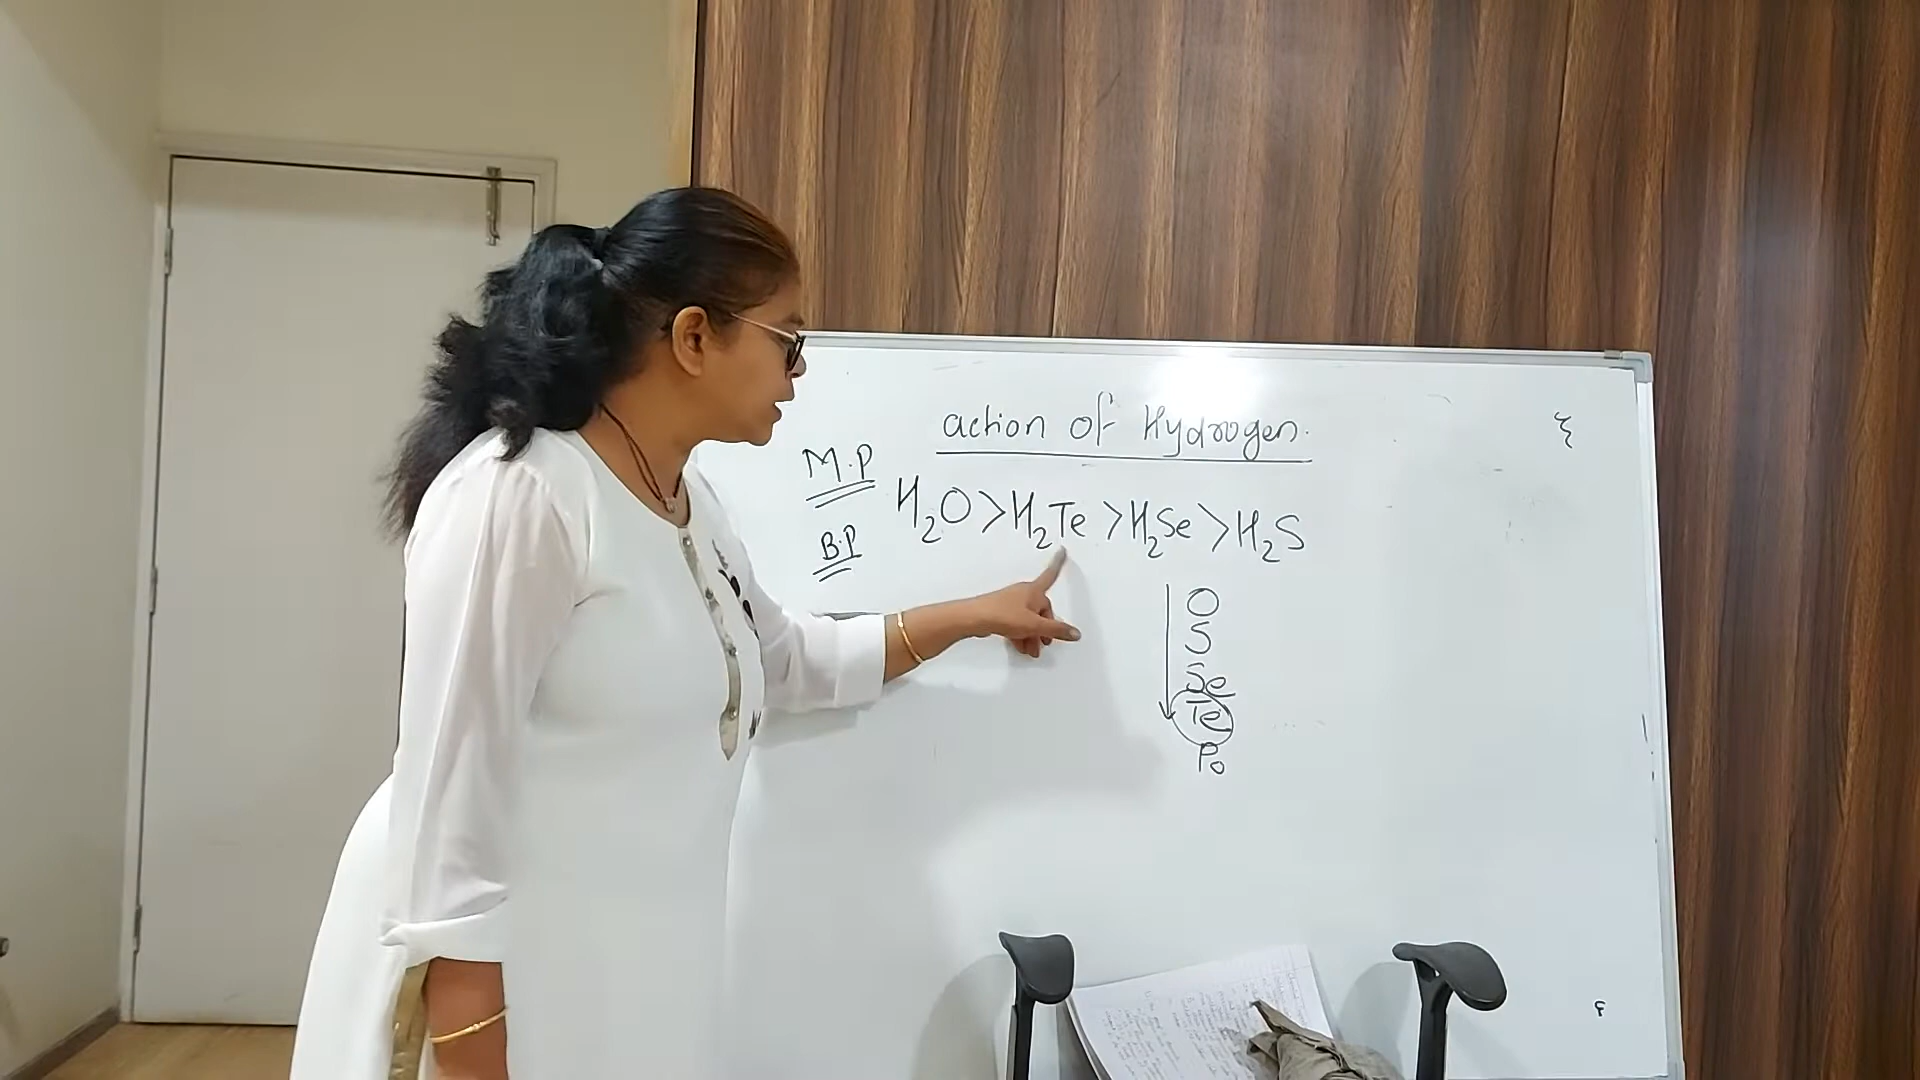 action of Hydrogen.
M.P
H₂O > H₂Te > H₂Se > H₂S
B.P
O
S
Se
Te
Po